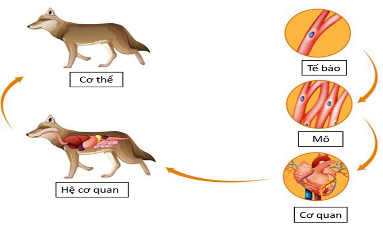 Tế bào
Cơ thể
Mô
Hệ cơ quan
Cơ quan